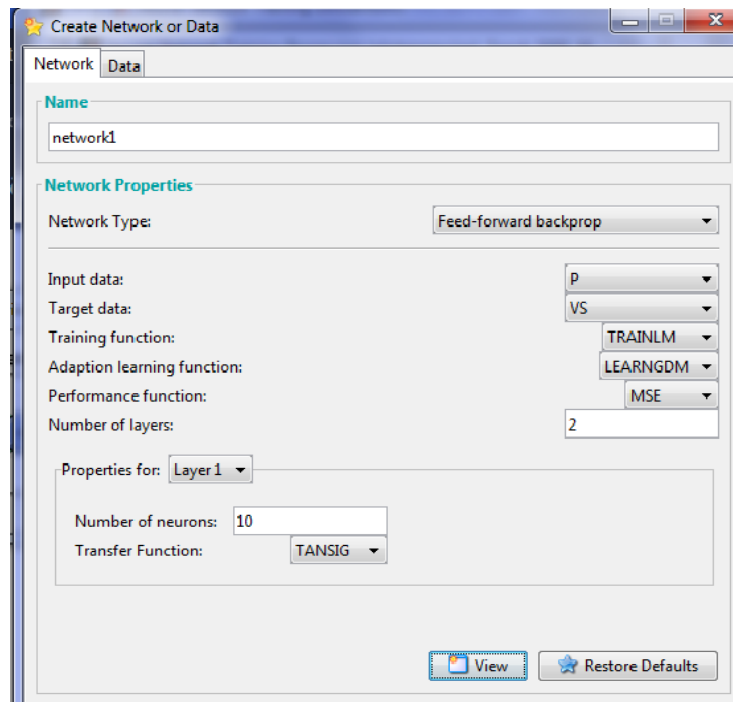 Create Network or Data
Network Data
Name
network1
Network Properties
Network Type: Feed-forward backprop
Input data: P
Target data: VS
Training function: TRAINLM
Adaption learning function: LEARNGDM
Performance function: MSE
Number of layers: 2
Properties for: Layer 1
Number of neurons: 10
Transfer Function: TANSIG
View Restore Defaults